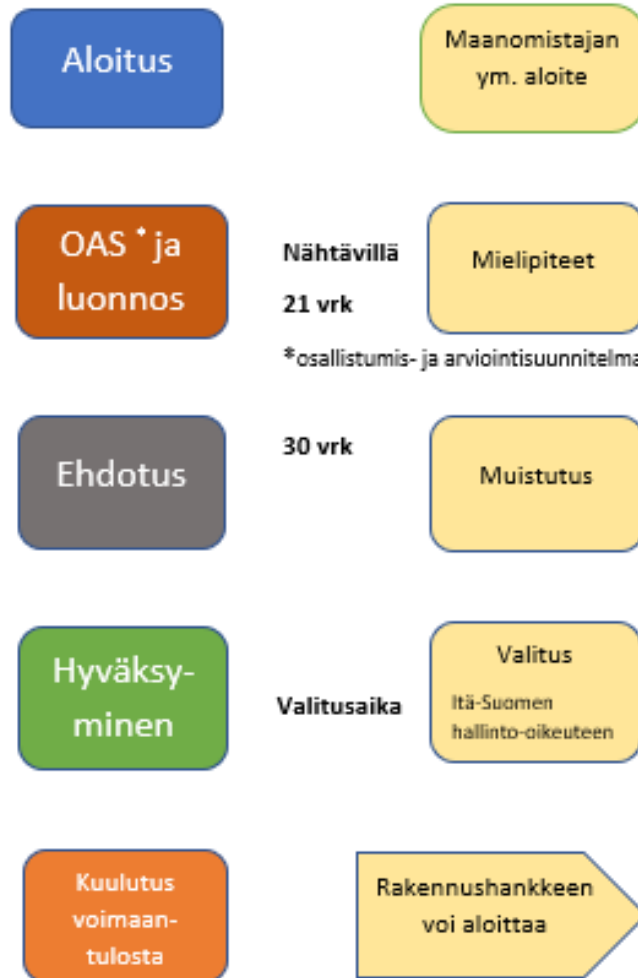 Aloitus
Maanomistajan
ym. aloite
OAS * ja
luonnos
Nähtävillä
21 vrk
Mielipiteet
*osallistumis- ja arviointisuunnitelma
Ehdotus
30 vrk
Muistutus
Hyväksy-
minen
Valitusaika
Valitus
Itä-Suomen
hallinto-oikeuteen
Kuulutus
voimaan-
tulosta
Rakennushankkeen
voi aloittaa